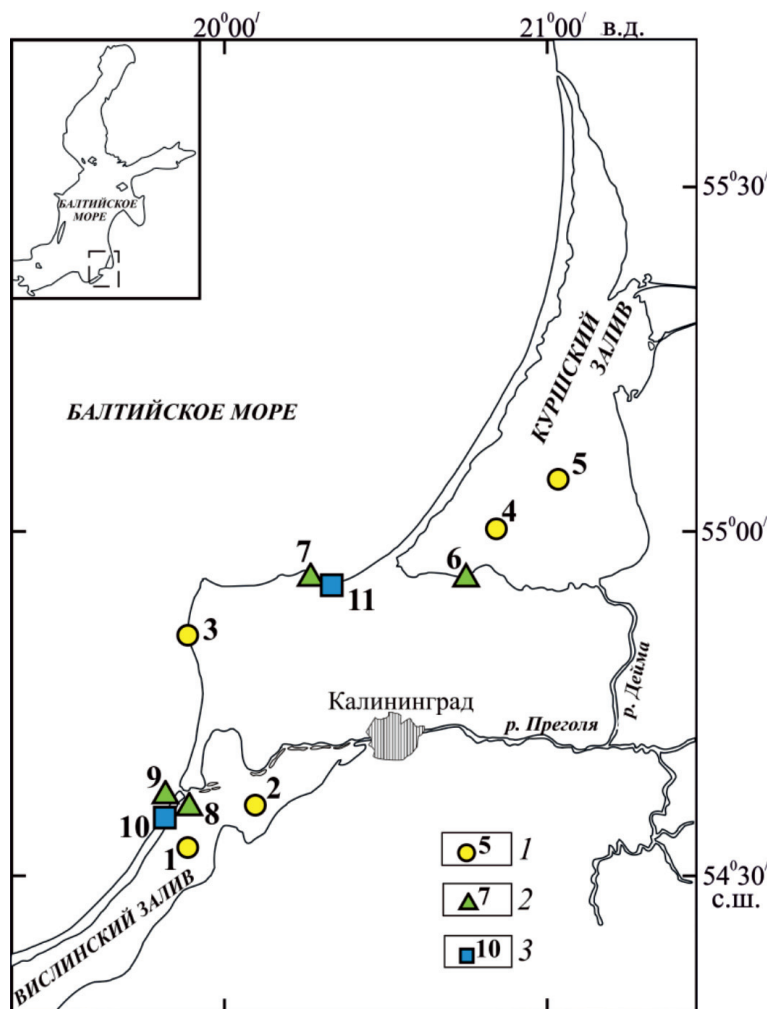 20⁰00′
21⁰00′ в.д.
БАЛТИЙСКОЕ
МОРЕ
55⁰30′
КУРШСКИЙ
ЗАЛИВ
БАЛТИЙСКОЕ МОРЕ
5
4
55⁰00′
7
6
11
3
р. Дейма
Калининград
р. Преголя
9
2
10
8
1
5 1
54⁰30′
с.ш.
7 2
10 3
ВИСЛИНСКИЙ ЗАЛИВ